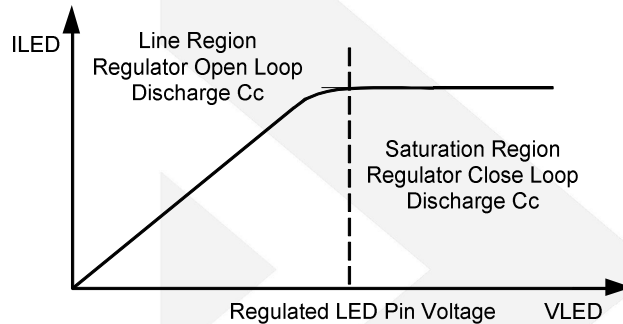 ILED
Line Region
Regulator Open Loop
Discharge Cc
Saturation Region
Regulator Close Loop
Discharge Cc
Regulated LED Pin Voltage
VLED